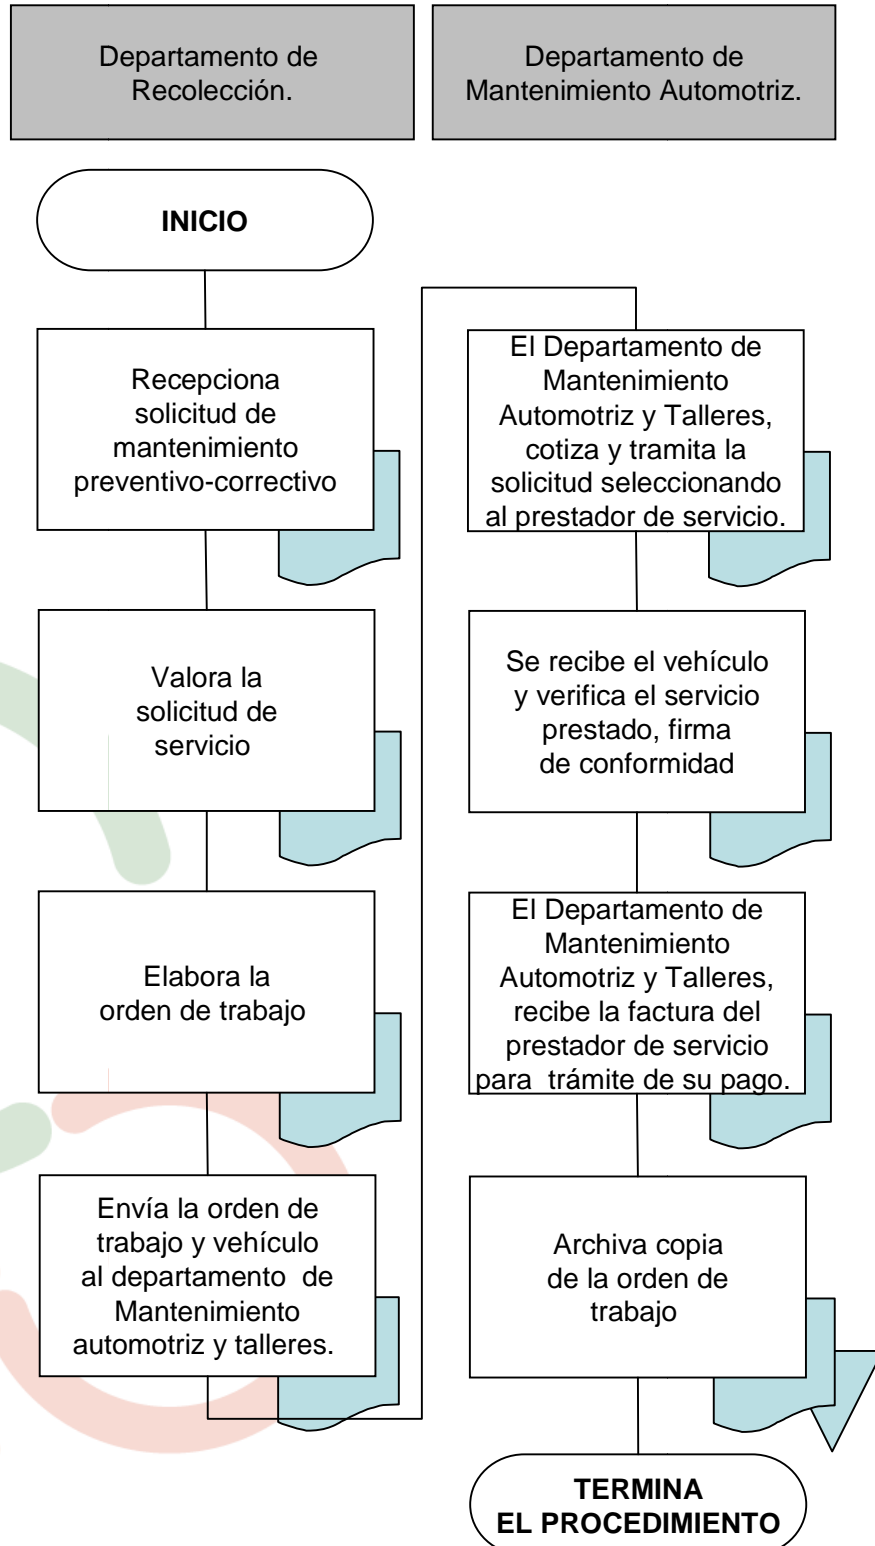 Departamento de
Recolección.
Departamento de
Mantenimiento Automotriz.
INICIO
Recepciona
solicitud de
mantenimiento
preventivo-correctivo
Valora la
solicitud de
servicio
Elabora la
orden de trabajo
Envía la orden de
trabajo y vehículo
al departamento  de
Mantenimiento
automotriz y talleres.
El Departamento de
Mantenimiento
Automotriz y Talleres,
cotiza y tramita la
solicitud seleccionando
al prestador de servicio.
Se recibe el vehículo
y verifica el servicio
prestado, firma
de conformidad
El Departamento de
Mantenimiento
Automotriz y Talleres,
recibe la factura del
prestador de servicio
para  trámite de su pago.
Archiva copia
de la orden de
trabajo
TERMINA
EL PROCEDIMIENTO